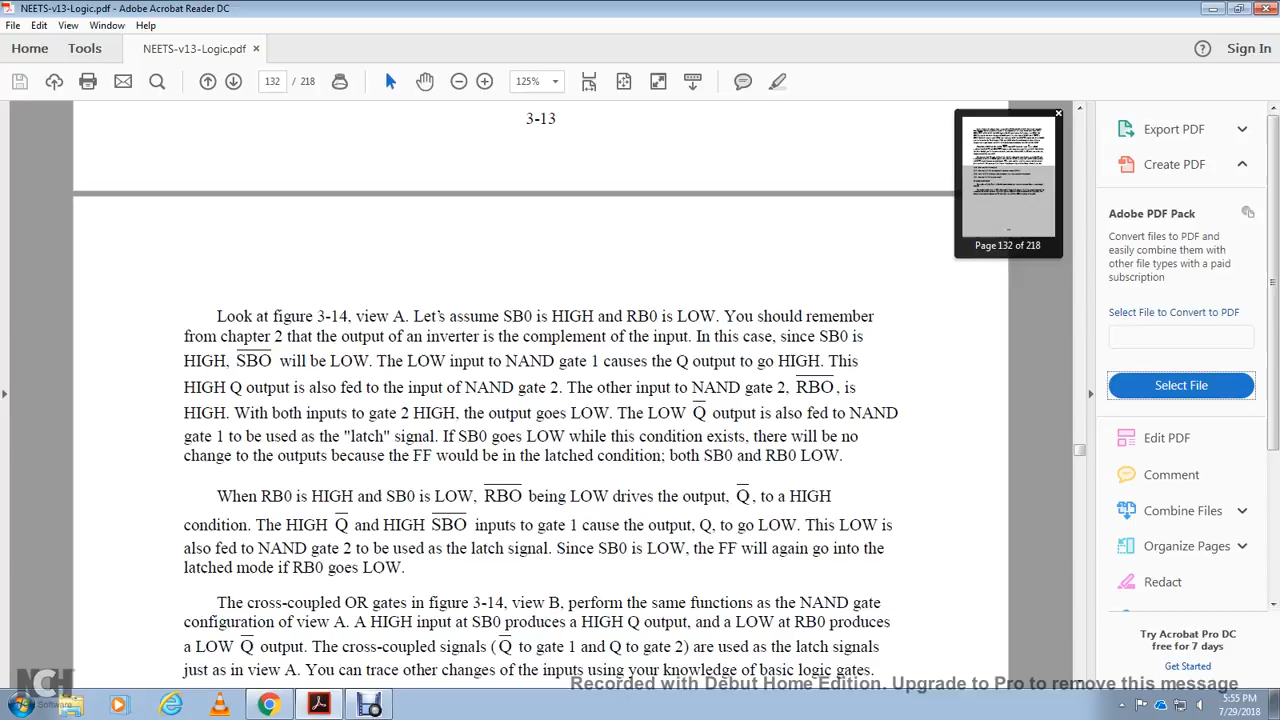 NEETS-v13-Logic.pdf - Adobe Acrobat Reader DC
File Edit View Window Help
Home Tools NEETS-v13-Logic.pdf × Sign In
132 / 218 125%
3-13
Page 132 of 218
Look at figure 3-14, view A. Let's assume SB0 is HIGH and RB0 is LOW. You should remember
from chapter 2 that the output of an inverter is the complement of the input. In this case, since SB0 is
HIGH, S̅B̅O̅ will be LOW. The LOW input to NAND gate 1 causes the Q output to go HIGH. This
HIGH Q output is also fed to the input of NAND gate 2. The other input to NAND gate 2, R̅B̅O̅, is
HIGH. With both inputs to gate 2 HIGH, the output goes LOW. The LOW Q̅ output is also fed to NAND
gate 1 to be used as the "latch" signal. If SB0 goes LOW while this condition exists, there will be no
change to the outputs because the FF would be in the latched condition; both SB0 and RB0 LOW.
When RB0 is HIGH and SB0 is LOW, R̅B̅O̅ being LOW drives the output, Q̅, to a HIGH
condition. The HIGH Q̅ and HIGH S̅B̅O̅ inputs to gate 1 cause the output, Q, to go LOW. This LOW is
also fed to NAND gate 2 to be used as the latch signal. Since SB0 is LOW, the FF will again go into the
latched mode if RB0 goes LOW.
The cross-coupled OR gates in figure 3-14, view B, perform the same functions as the NAND gate
configuration of view A. A HIGH input at SB0 produces a HIGH Q output, and a LOW at RB0 produces
a LOW Q̅ output. The cross-coupled signals ( Q̅ to gate 1 and Q to gate 2) are used as the latch signals
just as in view A. You can trace other changes of the inputs using your knowledge of basic logic gates.
Export PDF
Create PDF
Adobe PDF Pack
Convert files to PDF and
easily combine them with
other file types with a paid
subscription
Select File to Convert to PDF
Select File
Edit PDF
Comment
Combine Files
Organize Pages
Redact
Try Acrobat Pro DC
free for 7 days
Get Started
NCH
Software
Recorded with Debut Home Edition. Upgrade to Pro to remove this message
5:55 PM
7/29/2018